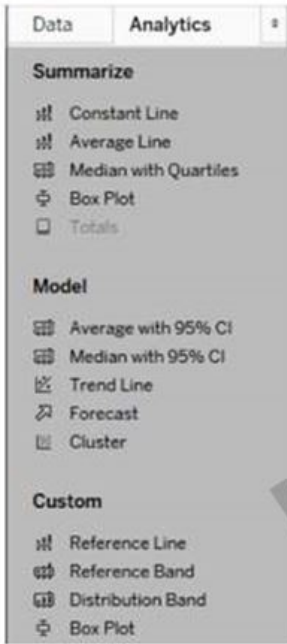 Data Analytics
Summarize
Constant Line
Average Line
Median with Quartiles
Box Plot
Totals
Model
Average with 95% CI
Median with 95% CI
Trend Line
Forecast
Cluster
Custom
Reference Line
Reference Band
Distribution Band
Box Plot